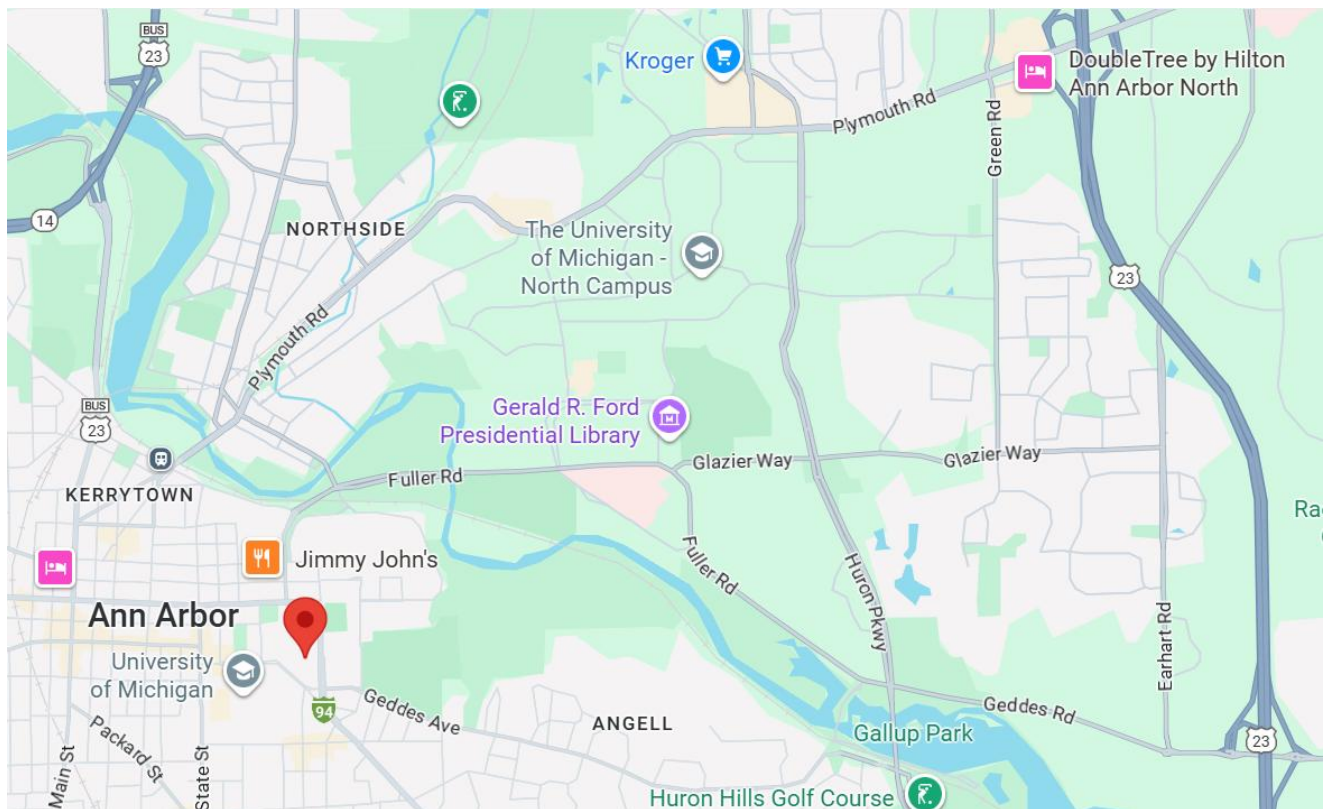 BUS
23
Kroger
DoubleTree by Hilton
Ann Arbor North
Plymouth Rd
Green Rd
14
NORTHSIDE
The University
of Michigan -
North Campus
23
Plymouth Rd
BUS
23
Gerald R. Ford
Presidential Library
Glazier Way
Glazier Way
Fuller Rd
KERRYTOWN
Jimmy John's
Fuller Rd
Huron Pkwy
Ann Arbor
University
of Michigan
Earhart Rd
94
Geddes Ave
ANGELL
Geddes Rd
Gallup Park
23
Packard St
Main St
State St
Huron Hills Golf Course